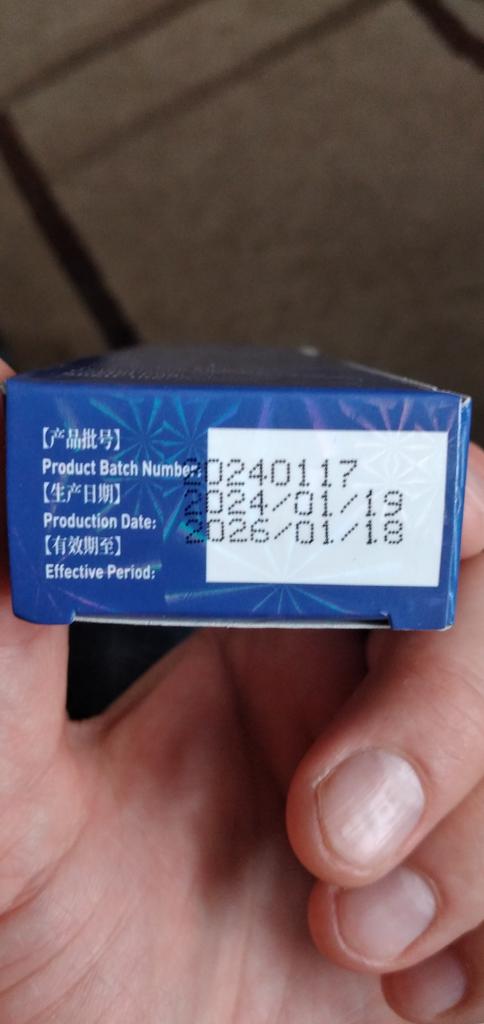 【产品批号】
Product Batch Number: 20240117
【生产日期】
2024/01/19
Production Date:
2026/01/18
【有效期至】
Effective Period: